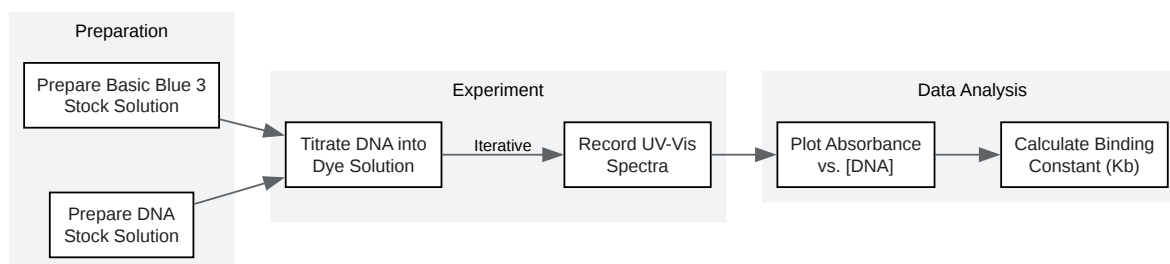 Preparation
Prepare Basic Blue 3
Stock Solution
Prepare DNA
Stock Solution
Experiment
Titrate DNA into
Dye Solution
Iterative
Record UV-Vis
Spectra
Data Analysis
Plot Absorbance
vs. [DNA]
Calculate Binding
Constant (Kb)